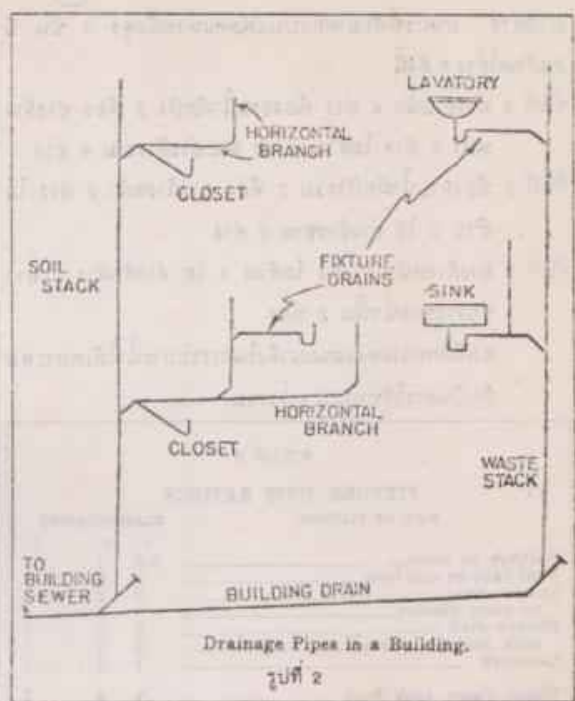 LAVATORY
HORIZONTAL
BRANCH
CLOSET
SOIL
STACK
FIXTURE
DRAINS
SINK
HORIZONTAL
BRANCH
CLOSET
WASTE
STACK
TO
BUILDING
SEWER
BUILDING DRAIN
Drainage Pipes in a Building.
รูปที่ 2